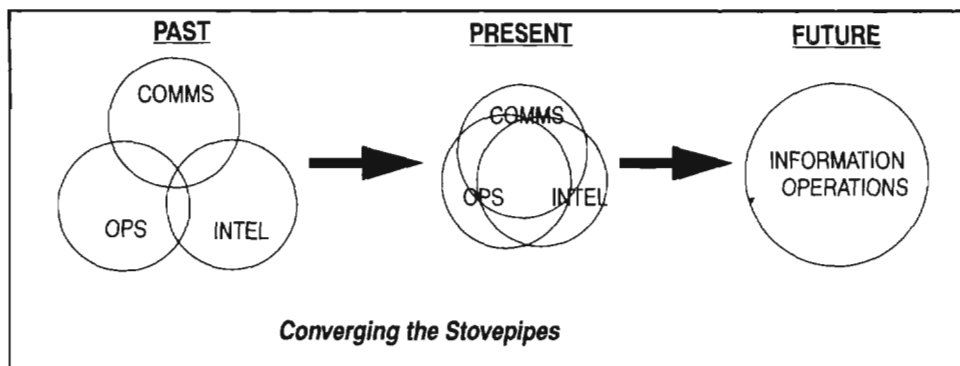 PAST
PRESENT
FUTURE
COMMS
OPS
INTEL
COMMS
OPS
INTEL
INFORMATION
OPERATIONS
Converging the Stovepipes